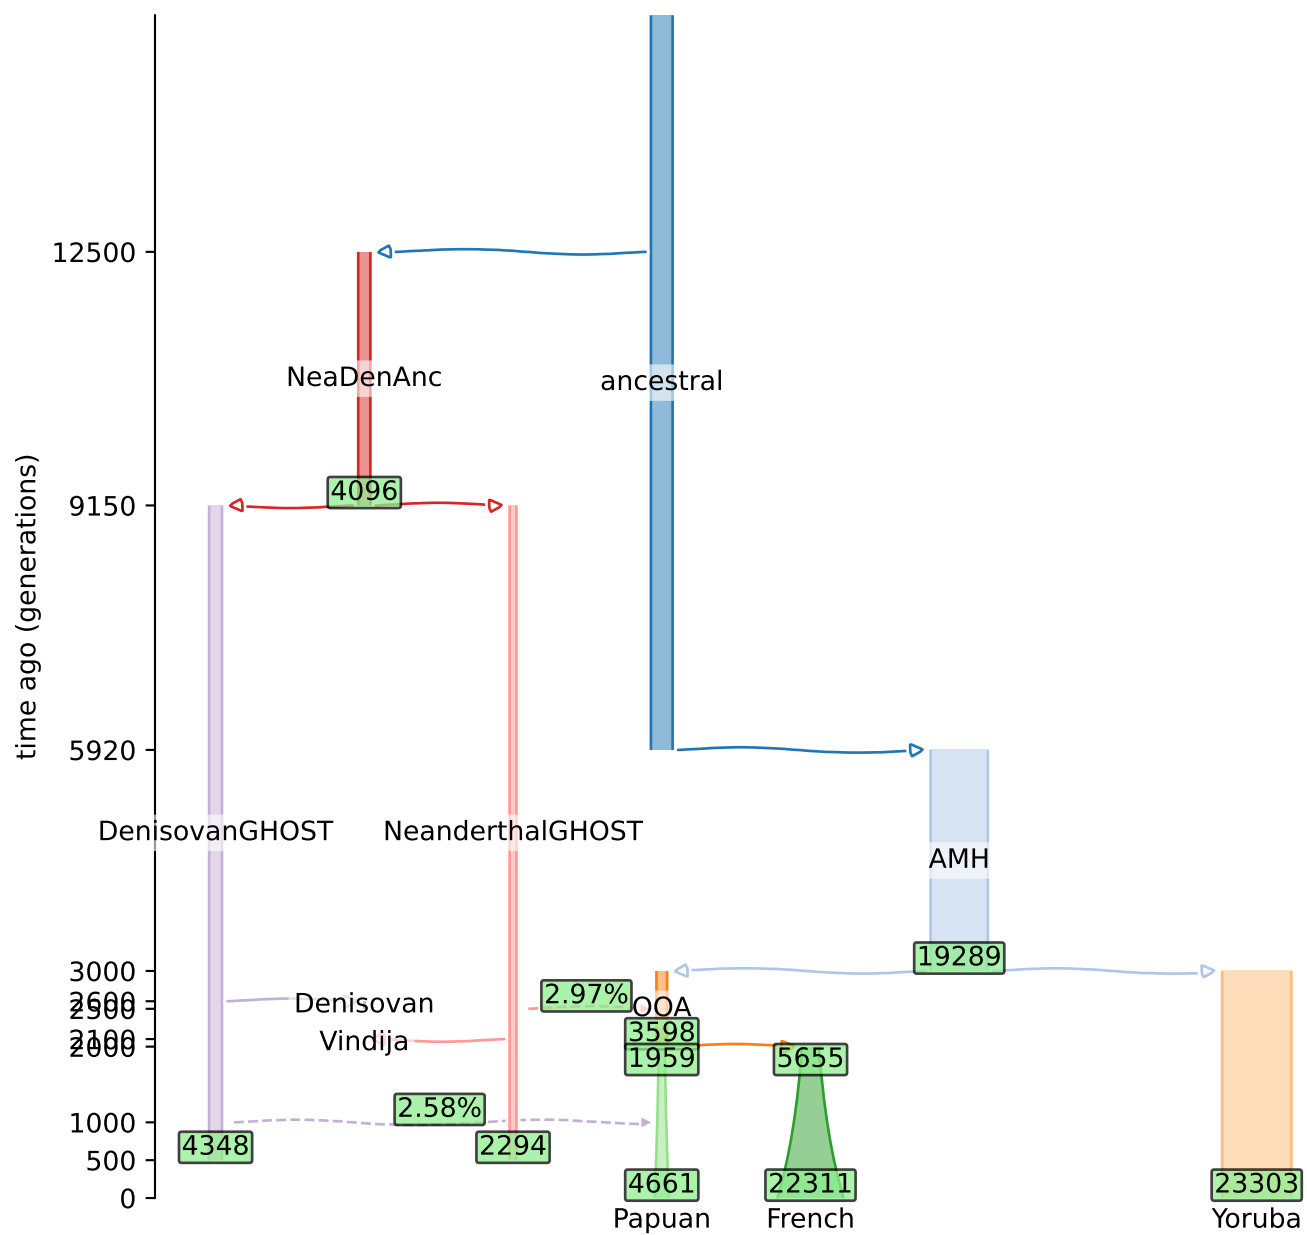 12500
NeaDenAnc
ancestral
4096
9150
time ago (generations)
5920
DenisovanGHOST
NeanderthalGHOST
AMH
19289
3000
2600
2500
Denisovan
2.97%
OOA
3598
Vindija
2100
2000
1959
5655
2.58%
1000
4348
2294
500
4661
22311
23303
0
Papuan
French
Yoruba